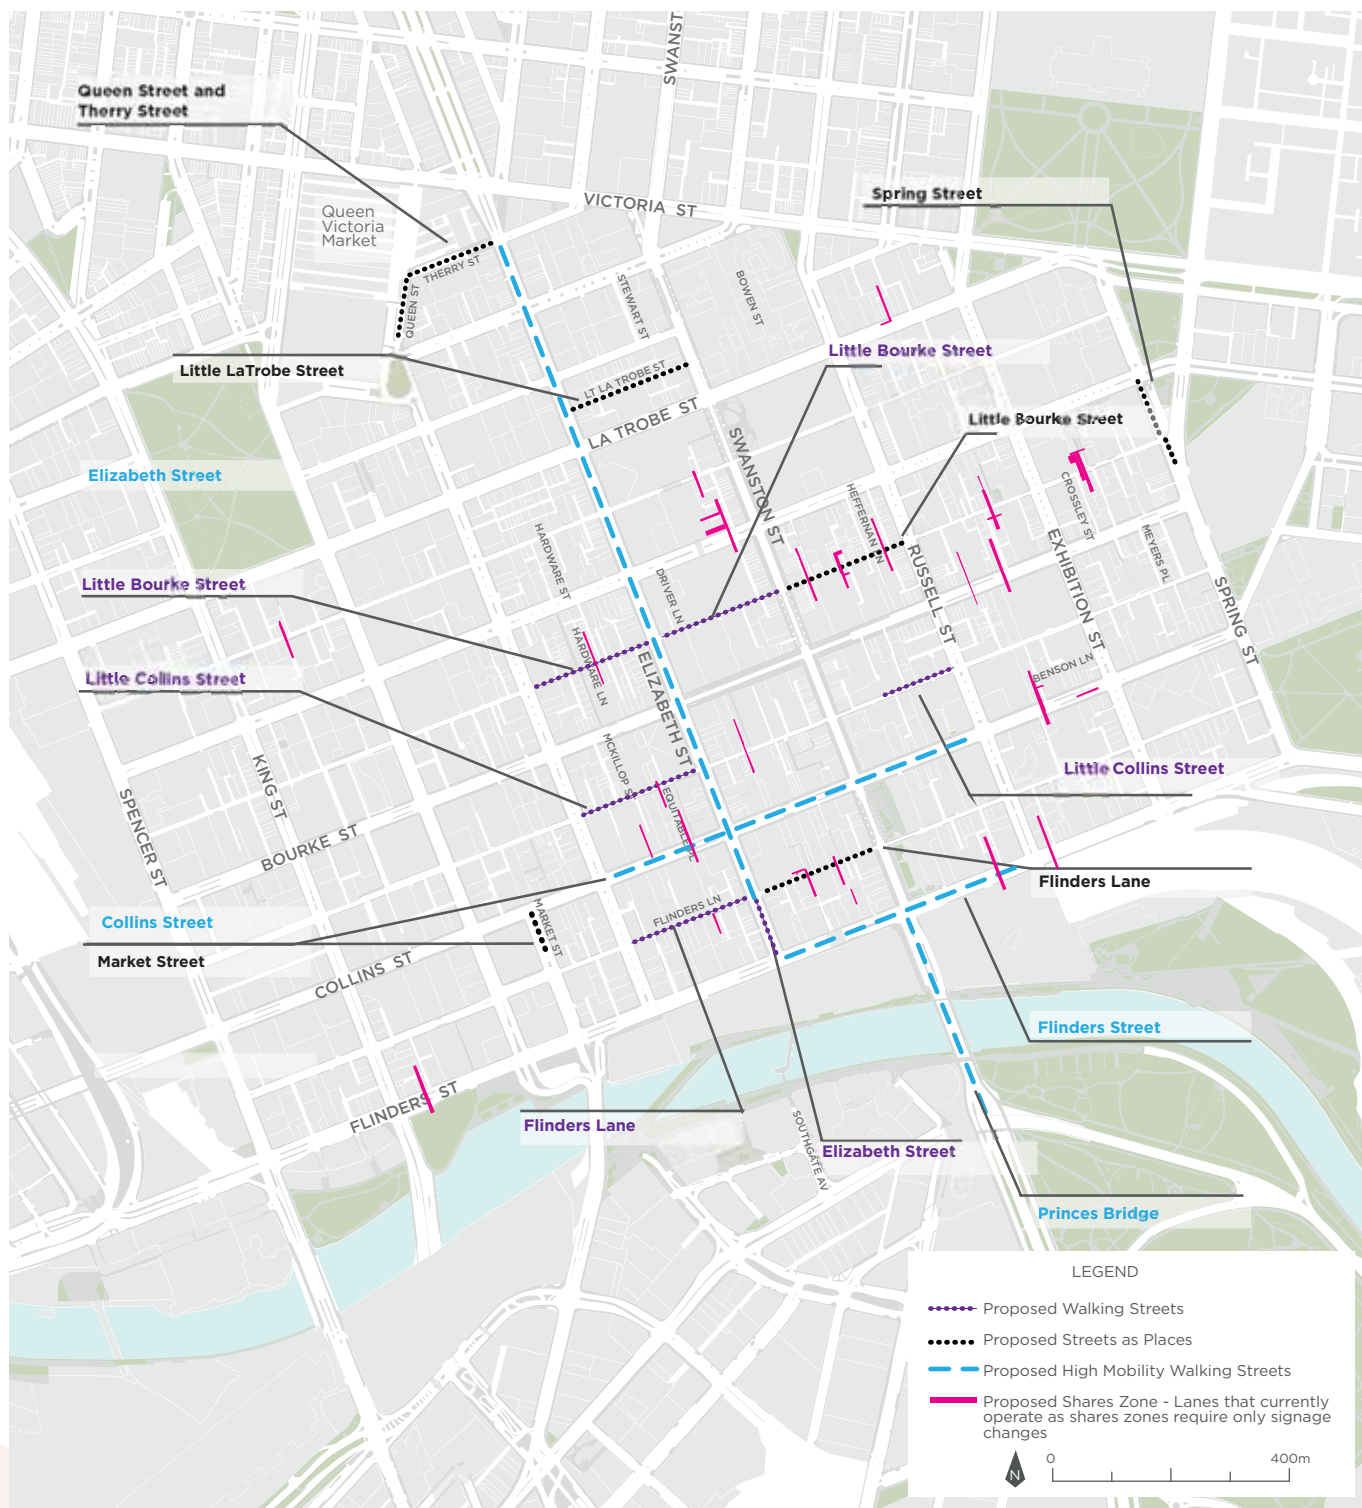 SWANST
Queen Street and
Therry Street
Spring Street
VICTORIA ST
Queen
Victoria
Market
THERRY ST
QUEEN ST
STEWART ST
BOWEN ST
Little Bourke Street
Little LaTrobe Street
LT LA TROBE ST
LA TROBE ST
Little Bourke Street
SWANSTON ST
Elizabeth Street
CROSSLEY ST
HEFFERNAN LN
HARDWARE ST
MEYERS PL
EXHIBITION ST
RUSSELL ST
DRIVER LN
Little Bourke Street
SPRING ST
HARDWARE LN
ELIZABETH ST
BENSON LN
Little Collins Street
MCKILLOP ST
KING ST
Little Collins Street
SPENCER ST
EQUITABLE PL
BOURKE ST
Flinders Lane
MARKET ST
FLINDERS LN
Collins Street
Market Street
COLLINS ST
Flinders Street
FLINDERS ST
Flinders Lane
SOUTHGATE AV
Elizabeth Street
Princes Bridge
LEGEND
Proposed Walking Streets
Proposed Streets as Places
Proposed High Mobility Walking Streets
Proposed Shares Zone - Lanes that currently
operate as shares zones require only signage
changes
N
0 400m